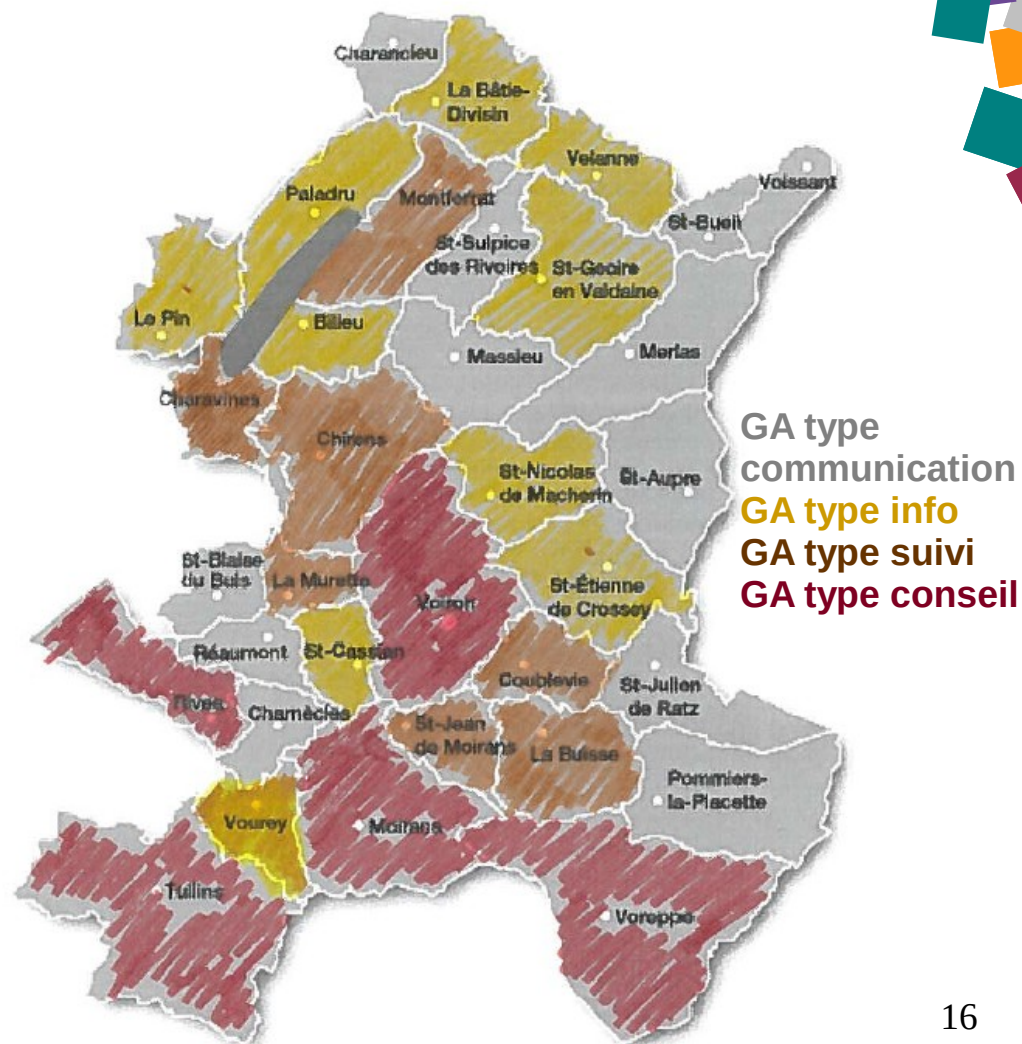 Charancieu
La Bâtie-
Divisin
Velanne
Voissant
Paladru
Montferrat
St-Bueil
St-Sulpice
des Rivoires
St-Geoire
en Valdaine
Le Pin
Bilieu
Massieu
Merlas
Charavines
Chirens
GA type
communication
GA type info
GA type suivi
GA type conseil
St-Nicolas
de Macherin
St-Aupre
St-Blaise
du Buis
La Murette
Voiron
St-Étienne
de Crossey
Réaumont
St-Cassien
Coublevie
St-Julien
de Ratz
Rives
Charnècles
St-Jean
de Moirans
La Buisse
Pommiers-
la-Placette
Vourey
Moirans
Tullins
Voreppe
16